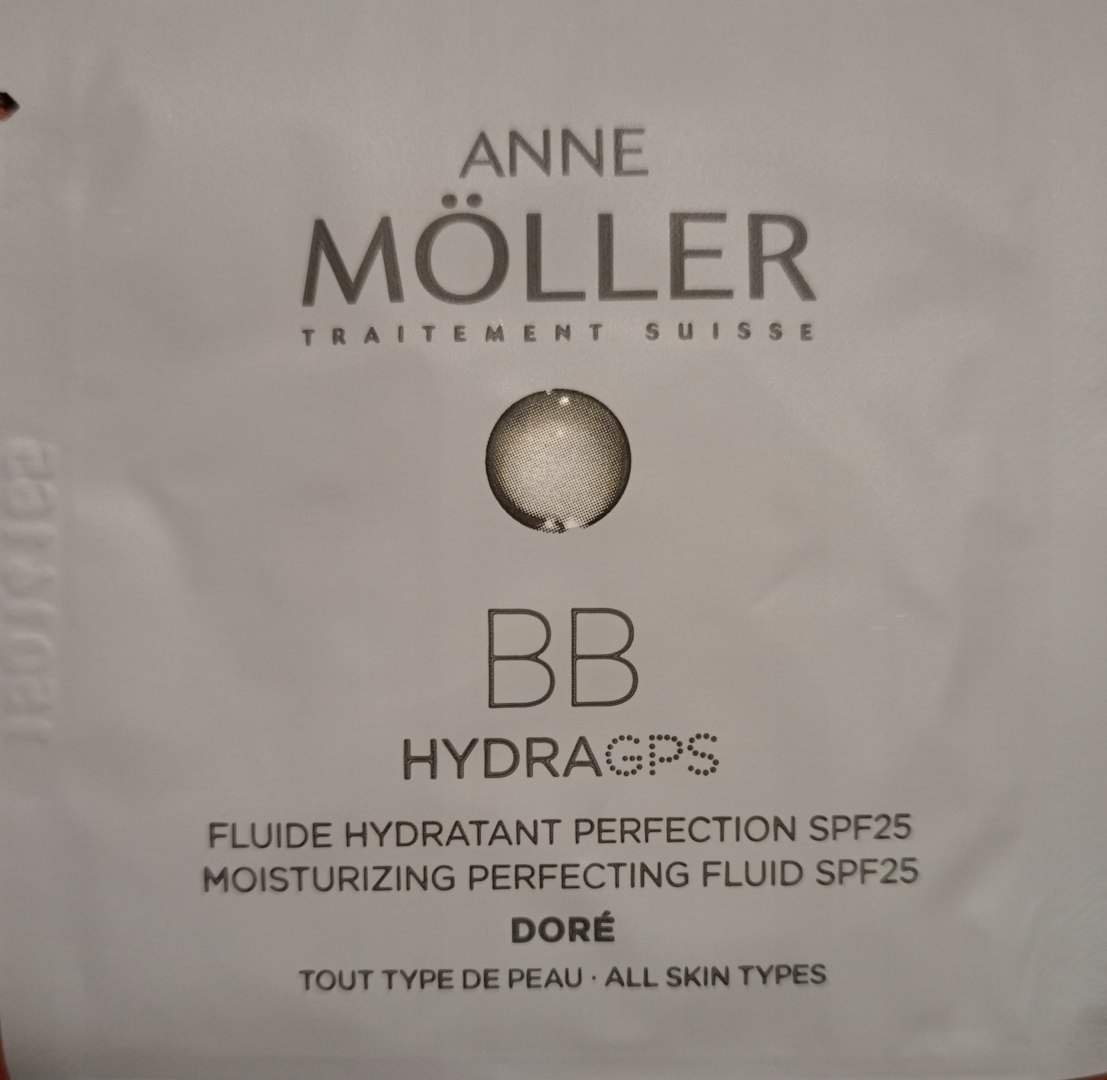 ANNE
MÖLLER
TRAITEMENT SUISSE
BB
HYDRAGPS
FLUIDE HYDRATANT PERFECTION SPF25
MOISTURIZING PERFECTING FLUID SPF25
DORÉ
TOUT TYPE DE PEAU · ALL SKIN TYPES